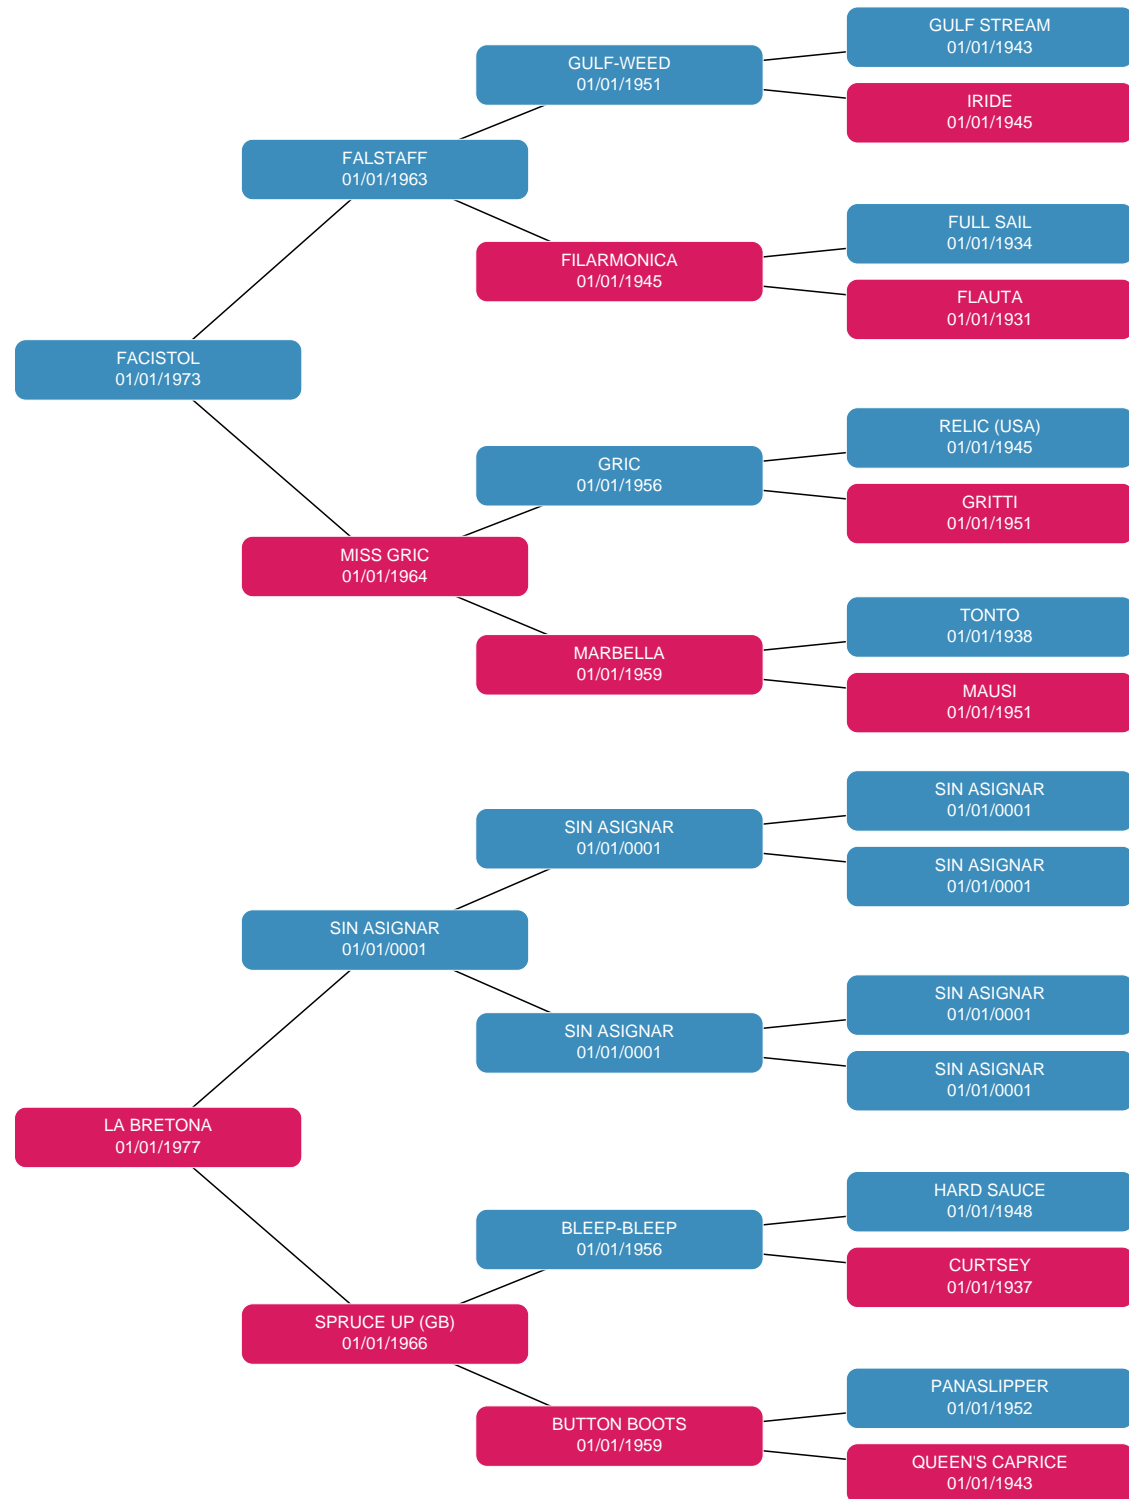 GULF STREAM
01/01/1943
GULF-WEED
01/01/1951
IRIDE
01/01/1945
FALSTAFF
01/01/1963
FULL SAIL
01/01/1934
FILARMONICA
01/01/1945
FLAUTA
01/01/1931
FACISTOL
01/01/1973
RELIC (USA)
01/01/1945
GRIC
01/01/1956
GRITTI
01/01/1951
MISS GRIC
01/01/1964
TONTO
01/01/1938
MARBELLA
01/01/1959
MAUSI
01/01/1951
SIN ASIGNAR
01/01/0001
SIN ASIGNAR
01/01/0001
SIN ASIGNAR
01/01/0001
SIN ASIGNAR
01/01/0001
SIN ASIGNAR
01/01/0001
SIN ASIGNAR
01/01/0001
SIN ASIGNAR
01/01/0001
LA BRETONA
01/01/1977
HARD SAUCE
01/01/1948
BLEEP-BLEEP
01/01/1956
CURTSEY
01/01/1937
SPRUCE UP (GB)
01/01/1966
PANASLIPPER
01/01/1952
BUTTON BOOTS
01/01/1959
QUEEN'S CAPRICE
01/01/1943